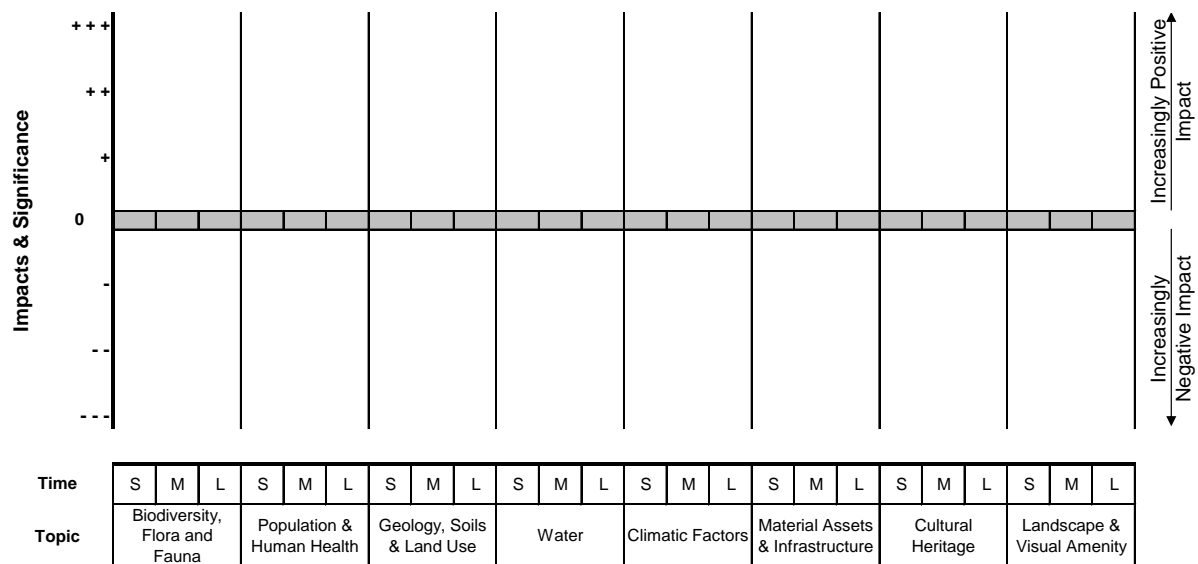 + + +
+ +
+
0
-
- -
- - -
Impacts & Significance
Increasingly Positive
Impact
Increasingly
Negative Impact
Time S M L S M L S M L S M L S M L S M L S M L S M L
Topic
Biodiversity,
Flora and
Fauna
Population &
Human Health
Geology, Soils
& Land Use
Water
Climatic Factors
Material Assets
& Infrastructure
Cultural
Heritage
Landscape &
Visual Amenity